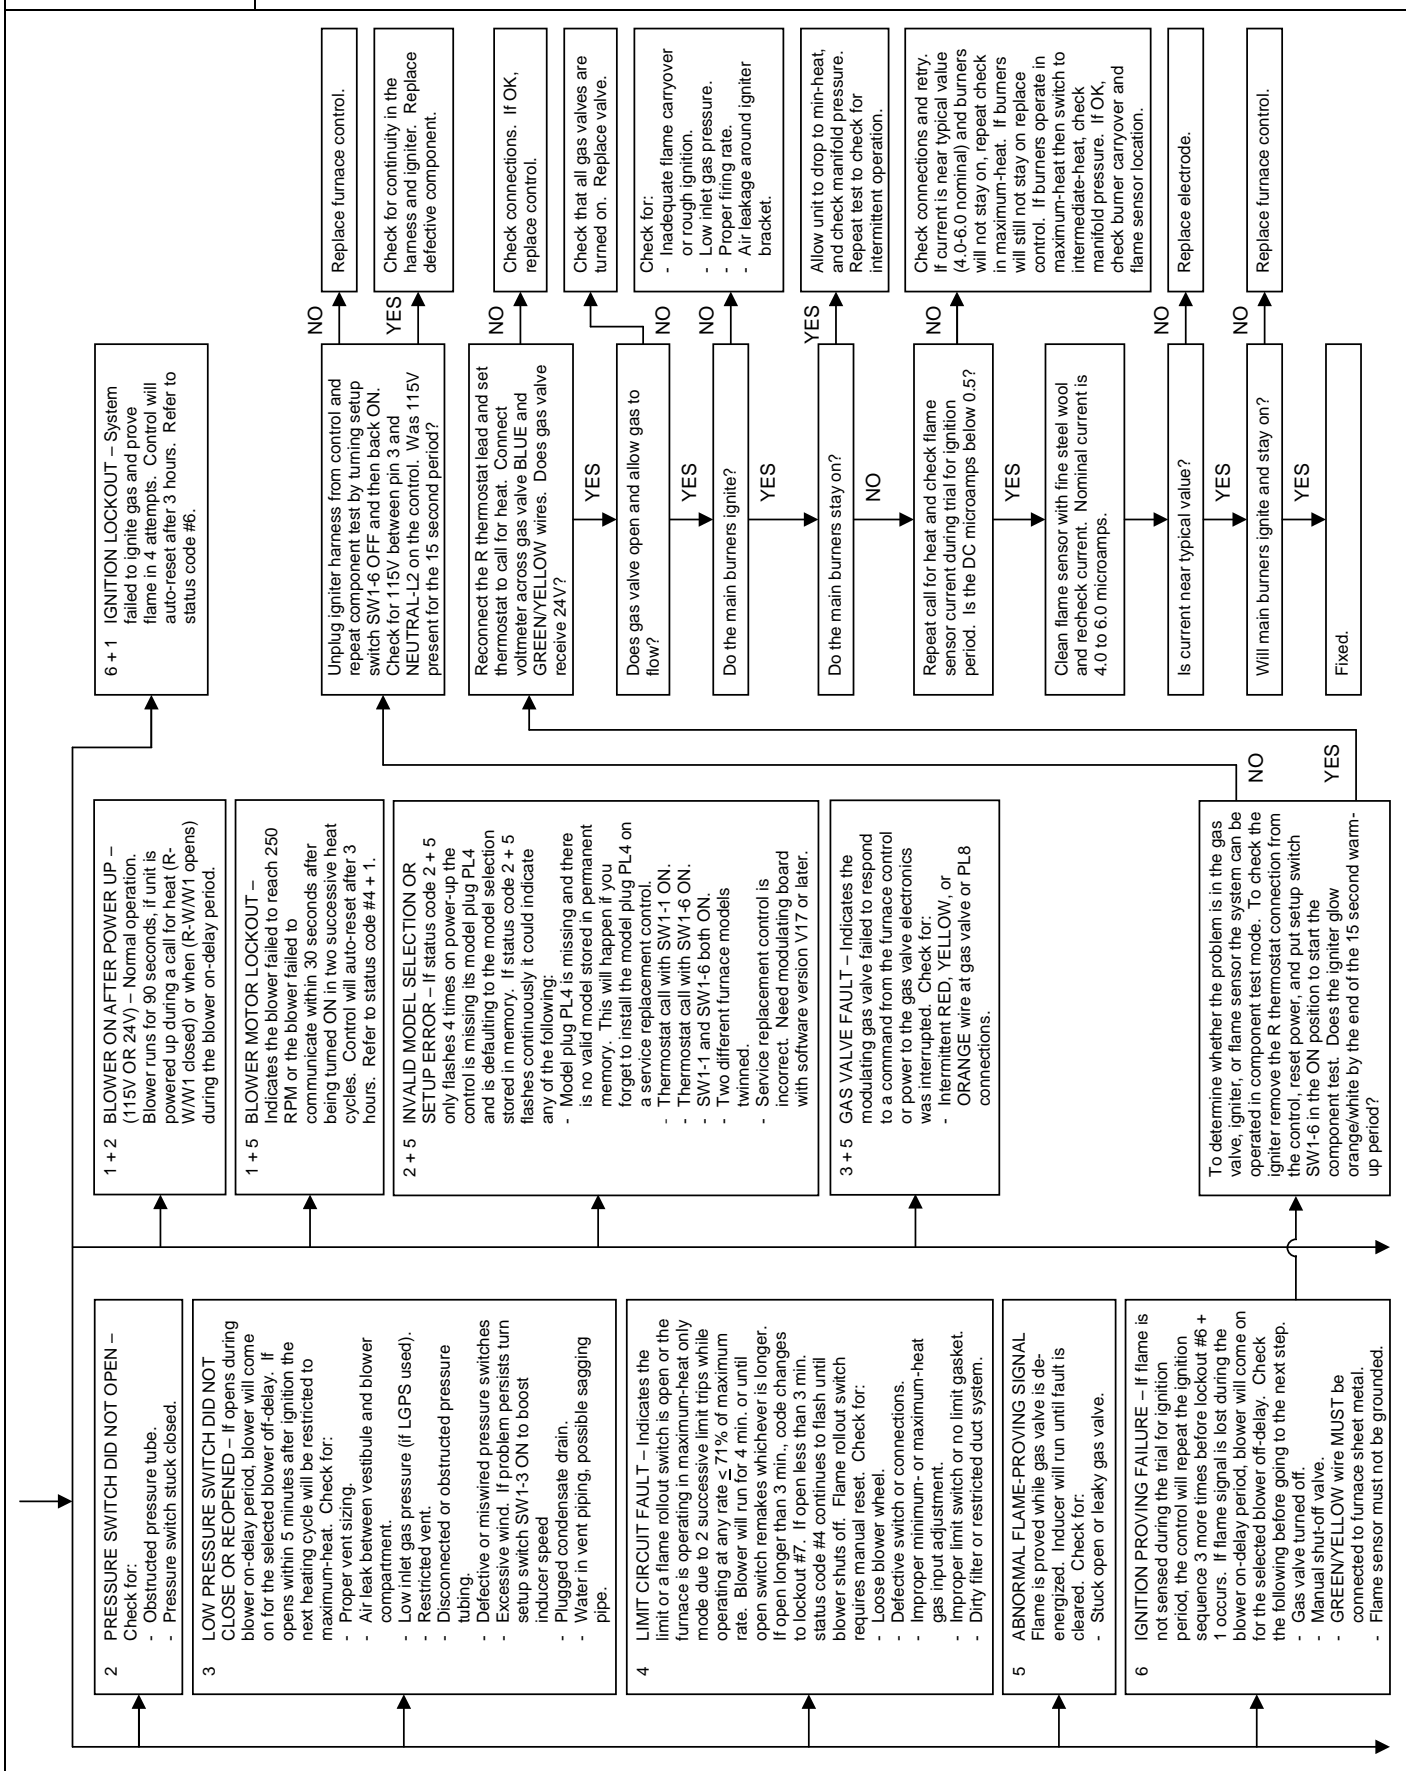 2 PRESSURE SWITCH DID NOT OPEN –
Check for:
- Obstructed pressure tube.
- Pressure switch stuck closed.
3 LOW PRESSURE SWITCH DID NOT
CLOSE OR REOPENED – If opens during
blower on-delay period, blower will come
on for the selected blower off-delay. If
opens within 5 minutes after ignition the
next heating cycle will be restricted to
maximum-heat. Check for:
- Proper vent sizing.
- Air leak between vestibule and blower
compartment.
- Low inlet gas pressure (if LGPS used).
- Restricted vent.
- Disconnected or obstructed pressure
tubing.
- Defective or miswired pressure switches
- Excessive wind. If problem persists turn
setup switch SW1-3 ON to boost
inducer speed
- Plugged condensate drain.
- Water in vent piping, possible sagging
pipe.
4 LIMIT CIRCUIT FAULT – Indicates the
limit or a flame rollout switch is open or the
furnace is operating in maximum-heat only
mode due to 2 successive limit trips while
operating at any rate ≤ 71% of maximum
rate. Blower will run for 4 min. or until
open switch remakes whichever is longer.
If open longer than 3 min., code changes
to lockout #7. If open less than 3 min.
status code #4 continues to flash until
blower shuts off. Flame rollout switch
requires manual reset. Check for:
- Loose blower wheel.
- Defective switch or connections.
- Improper minimum- or maximum-heat
gas input adjustment.
- Improper limit switch or no limit gasket.
- Dirty filter or restricted duct system.
5 ABNORMAL FLAME-PROVING SIGNAL
Flame is proved while gas valve is de-
energized. Inducer will run until fault is
cleared. Check for:
- Stuck open or leaky gas valve.
6 IGNITION PROVING FAILURE – If flame is
not sensed during the trial for ignition
period, the control will repeat the ignition
sequence 3 more times before lockout #6 +
1 occurs. If flame signal is lost during the
blower on-delay period, blower will come on
for the selected blower off-delay. Check
the following before going to the next step.
- Gas valve turned off.
- Manual shut-off valve.
- GREEN/YELLOW wire MUST be
connected to furnace sheet metal.
- Flame sensor must not be grounded.
1 + 2 BLOWER ON AFTER POWER UP –
(115V OR 24V) – Normal operation.
Blower runs for 90 seconds, if unit is
powered up during a call for heat (R-
W/W1 closed) or when (R-W/W1 opens)
during the blower on-delay period.
1 + 5 BLOWER MOTOR LOCKOUT –
Indicates the blower failed to reach 250
RPM or the blower failed to
communicate within 30 seconds after
being turned ON in two successive heat
cycles. Control will auto-reset after 3
hours. Refer to status code #4 + 1.
2 + 5 INVALID MODEL SELECTION OR
SETUP ERROR – If status code 2 + 5
only flashes 4 times on power-up the
control is missing its model plug PL4
and is defaulting to the model selection
stored in memory. If status code 2 + 5
flashes continuously it could indicate
any of the following:
- Model plug PL4 is missing and there
is no valid model stored in permanent
memory. This will happen if you
forget to install the model plug PL4 on
a service replacement control.
- Thermostat call with SW1-1 ON.
- Thermostat call with SW1-6 ON.
- SW1-1 and SW1-6 both ON.
- Two different furnace models
twinned.
- Service replacement control is
incorrect. Need modulating board
with software version V17 or later.
3 + 5 GAS VALVE FAULT – Indicates the
modulating gas valve failed to respond
to a command from the furnace control
or power to the gas valve electronics
was interrupted. Check for:
- Intermittent RED, YELLOW, or
ORANGE wire at gas valve or PL8
connections.
To determine whether the problem is in the gas
valve, igniter, or flame sensor the system can be
operated in component test mode. To check the
igniter remove the R thermostat connection from
the control, reset power, and put setup switch
SW1-6 in the ON position to start the
component test. Does the igniter glow
orange/white by the end of the 15 second warm-
up period?
NO
YES
6 + 1 IGNITION LOCKOUT – System
failed to ignite gas and prove
flame in 4 attempts. Control will
auto-reset after 3 hours. Refer to
status code #6.
Unplug igniter harness from control and
repeat component test by turning setup
switch SW1-6 OFF and then back ON.
Check for 115V between pin 3 and
NEUTRAL-L2 on the control. Was 115V
present for the 15 second period?
NO
Replace furnace control.
YES
Check for continuity in the
harness and igniter. Replace
defective component.
Reconnect the R thermostat lead and set
thermostat to call for heat. Connect
voltmeter across gas valve BLUE and
GREEN/YELLOW wires. Does gas valve
receive 24V?
NO
Check connections. If OK,
replace control.
YES
Does gas valve open and allow gas to
flow?
NO
Check that all gas valves are
turned on. Replace valve.
YES
Do the main burners ignite?
NO
Check for:
- Inadequate flame carryover
or rough ignition.
- Low inlet gas pressure.
- Proper firing rate.
- Air leakage around igniter
bracket.
YES
Do the main burners stay on?
YES
Allow unit to drop to min-heat,
and check manifold pressure.
Repeat test to check for
intermittent operation.
NO
Repeat call for heat and check flame
sensor current during trial for ignition
period. Is the DC microamps below 0.5?
NO
Check connections and retry.
If current is near typical value
(4.0-6.0 nominal) and burners
will not stay on, repeat check
in maximum-heat. If burners
will still not stay on replace
control. If burners operate in
maximum-heat then switch to
intermediate-heat, check
manifold pressure. If OK,
check burner carryover and
flame sensor location.
YES
Clean flame sensor with fine steel wool
and recheck current. Nominal current is
4.0 to 6.0 microamps.
Is current near typical value?
NO
Replace electrode.
YES
Will main burners ignite and stay on?
NO
Replace furnace control.
YES
Fixed.